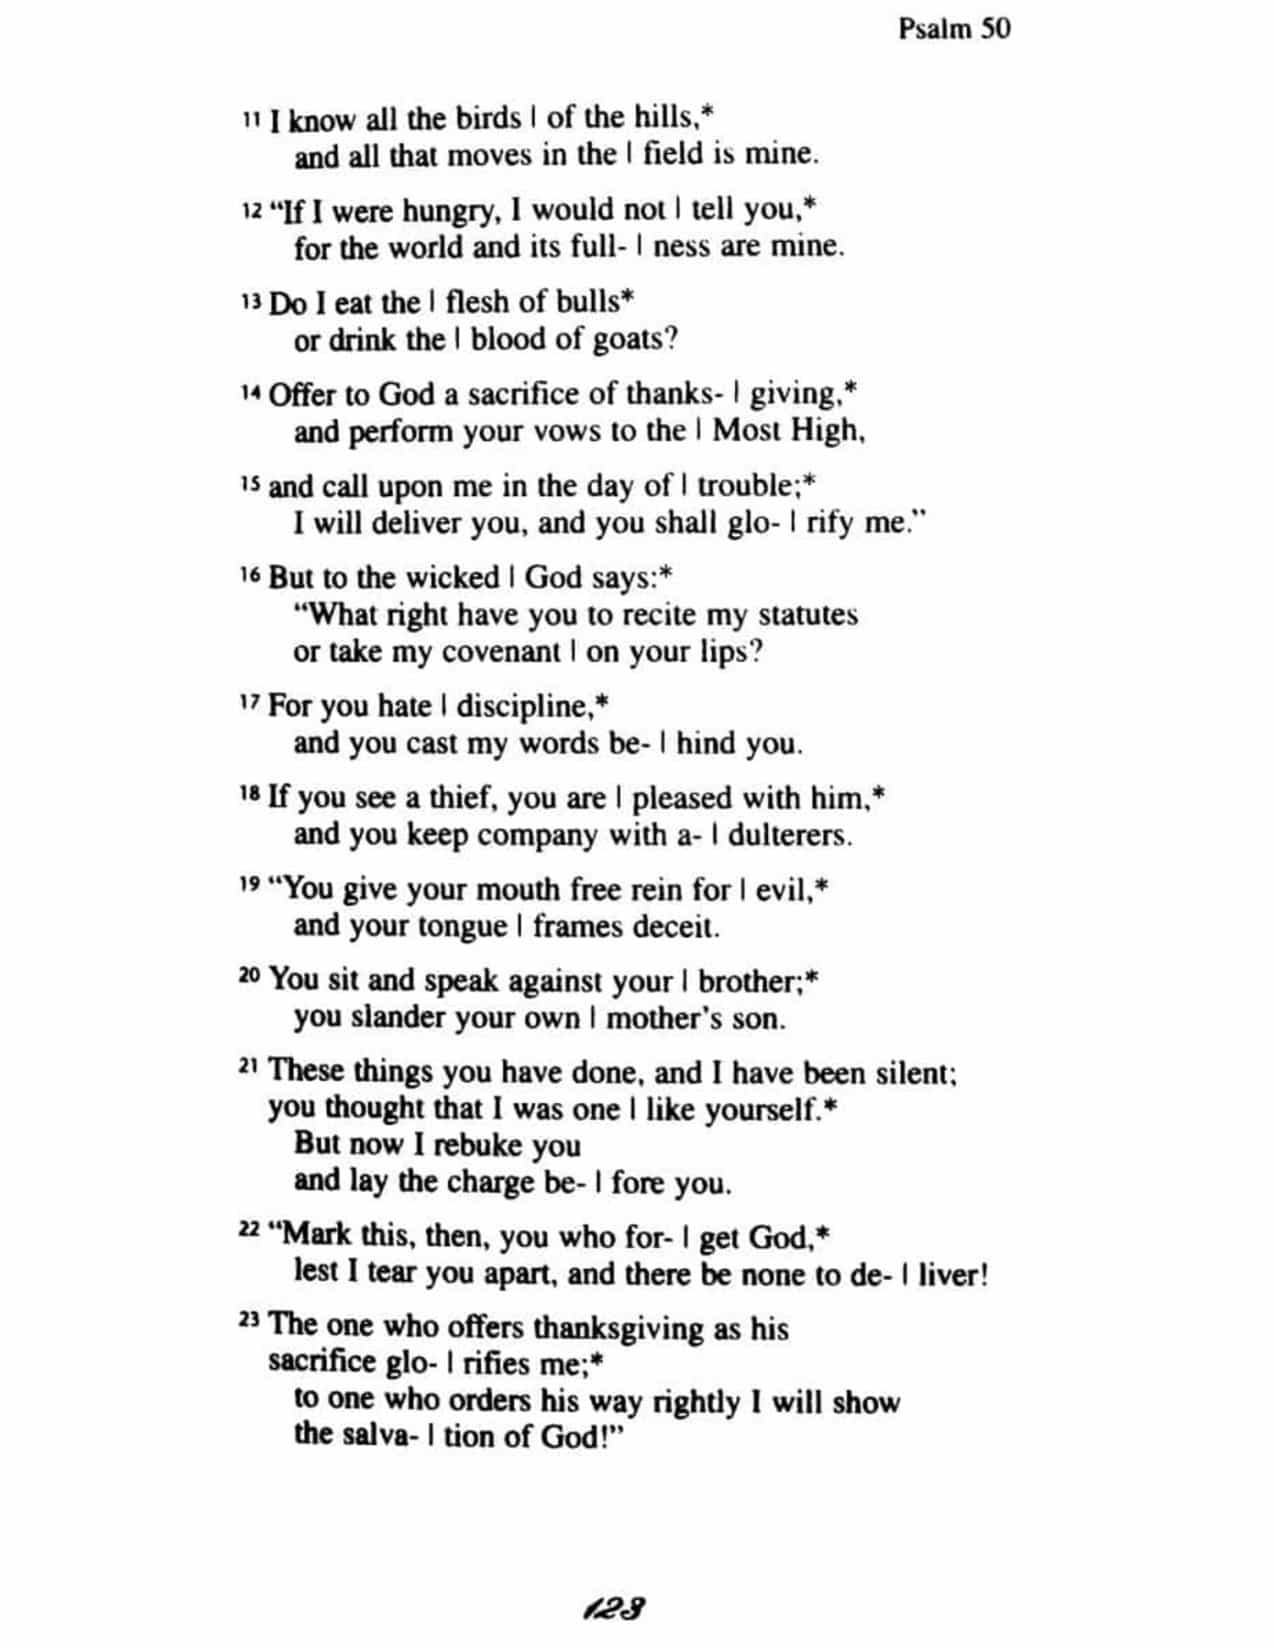 Psalm 50
11 I know all the birds | of the hills,*
and all that moves in the | field is mine.
12 “If I were hungry, I would not | tell you,*
for the world and its full- | ness are mine.
13 Do I eat the | flesh of bulls*
or drink the | blood of goats?
14 Offer to God a sacrifice of thanks- | giving,*
and perform your vows to the | Most High,
15 and call upon me in the day of | trouble;*
I will deliver you, and you shall glo- | rify me.”
16 But to the wicked | God says:*
“What right have you to recite my statutes
or take my covenant | on your lips?
17 For you hate | discipline,*
and you cast my words be- | hind you.
18 If you see a thief, you are | pleased with him,*
and you keep company with a- | dulterers.
19 “You give your mouth free rein for | evil,*
and your tongue | frames deceit.
20 You sit and speak against your | brother;*
you slander your own | mother’s son.
21 These things you have done, and I have been silent;
you thought that I was one | like yourself.*
But now I rebuke you
and lay the charge be- | fore you.
22 “Mark this, then, you who for- | get God,*
lest I tear you apart, and there be none to de- | liver!
23 The one who offers thanksgiving as his
sacrifice glo- | rifies me;*
to one who orders his way rightly I will show
the salva- | tion of God!”
123